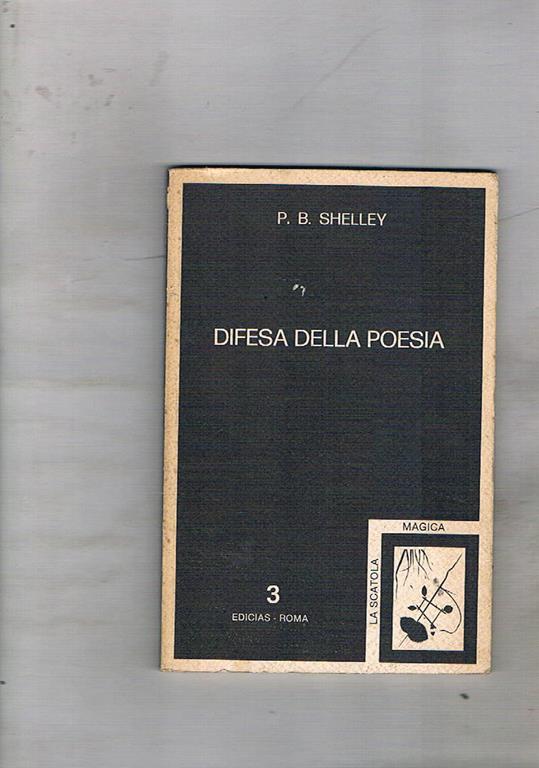 P. B. SHELLEY
DIFESA DELLA POESIA
3
EDICIAS - ROMA
LA SCATOLA
MAGICA